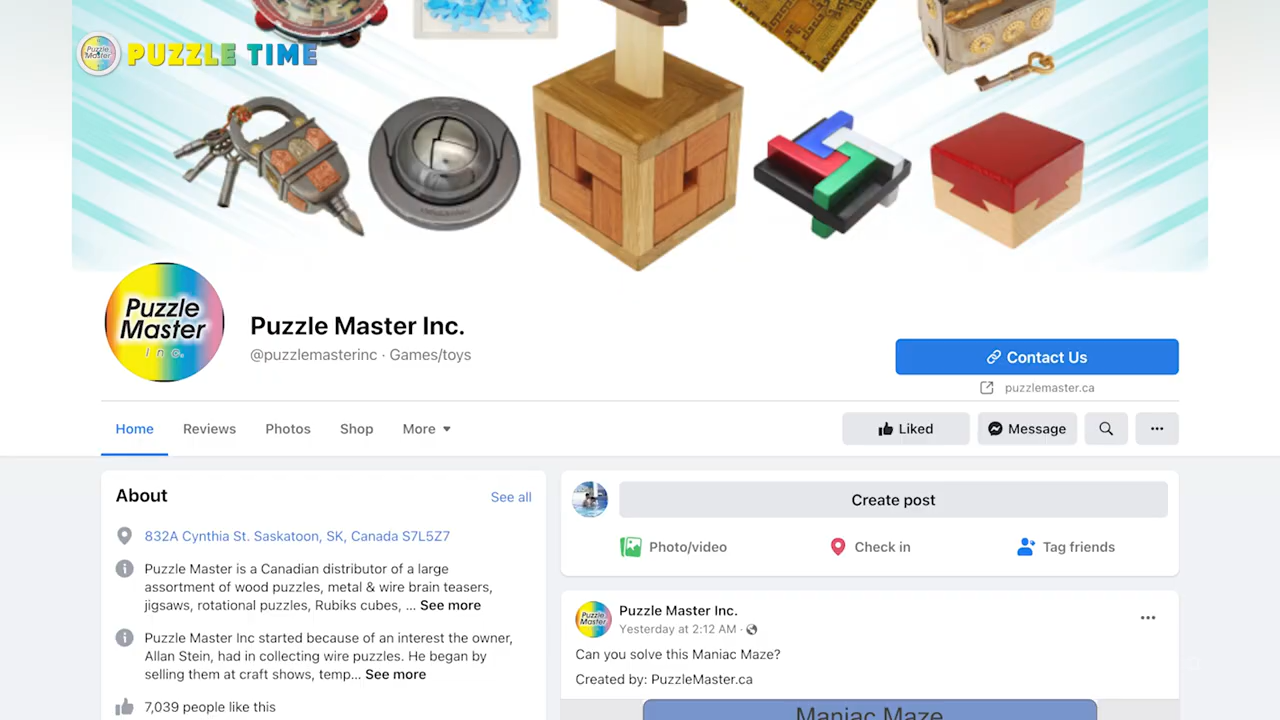 Puzzle
Master
PUZZLE TIME
Puzzle
Master
Inc.
Puzzle Master Inc.
@puzzlemasterinc · Games/toys
Contact Us
puzzlemaster.ca
Home
Reviews
Photos
Shop
More
Liked
Message
About
See all
832A Cynthia St. Saskatoon, SK, Canada S7L5Z7
Puzzle Master is a Canadian distributor of a large
assortment of wood puzzles, metal & wire brain teasers,
jigsaws, rotational puzzles, Rubiks cubes, ... See more
Puzzle Master Inc started because of an interest the owner,
Allan Stein, had in collecting wire puzzles. He began by
selling them at craft shows, temp... See more
7,039 people like this
Create post
Photo/video
Check in
Tag friends
Puzzle
Master
Puzzle Master Inc.
Yesterday at 2:12 AM ·
Can you solve this Maniac Maze?
Created by: PuzzleMaster.ca
Maniac Maze